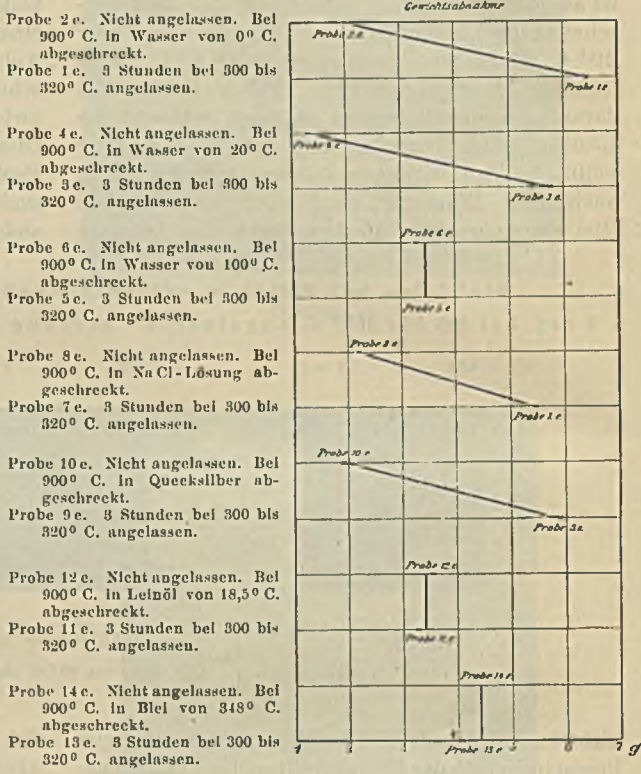 Gewichtsabnahme
Probe 2 e. Nicht angelassen. Bei
900° C. in Wasser von 0° C.
abgeschreckt.
Probe 1 e. 3 Stunden bei 300 bis
320° C. angelassen.
Probe 2.e.
Probe 1e
Probe 4 e. Nicht angelassen. Bei
900° C. in Wasser von 20° C.
abgeschreckt.
Probe 3 e. 3 Stunden bei 300 bis
320° C. angelassen.
Probe 4 e
Probe 3 e.
Probe 6 e. Nicht angelassen. Bei
900° C. in Wasser von 100° C.
abgeschreckt.
Probe 5 e. 3 Stunden bei 300 bis
320° C. angelassen.
Probe 6 e
Probe 5 e
Probe 8 e. Nicht angelassen. Bei
900° C. in NaCl-Lösung ab-
geschreckt.
Probe 7 e. 3 Stunden bei 300 bis
320° C. angelassen.
Probe 8 e
Probe 7 e
Probe 10 e. Nicht angelassen. Bei
900° C. in Quecksilber ab-
geschreckt.
Probe 9 e. 3 Stunden bei 300 bis
320° C. angelassen.
Probe 10 e
Probe 9 e
Probe 12 e. Nicht angelassen. Bei
900° C. in Leinöl von 18,5° C.
abgeschreckt.
Probe 11 e. 3 Stunden bei 300 bis
320° C. angelassen.
Probe 12 e
Probe 11 e
Probe 14 e. Nicht angelassen. Bei
900° C. in Blei von 348° C.
abgeschreckt.
Probe 13 e. 3 Stunden bei 300 bis
320° C. angelassen.
Probe 14 e
Probe 13 e
1 2 3 4 5 6 7 g